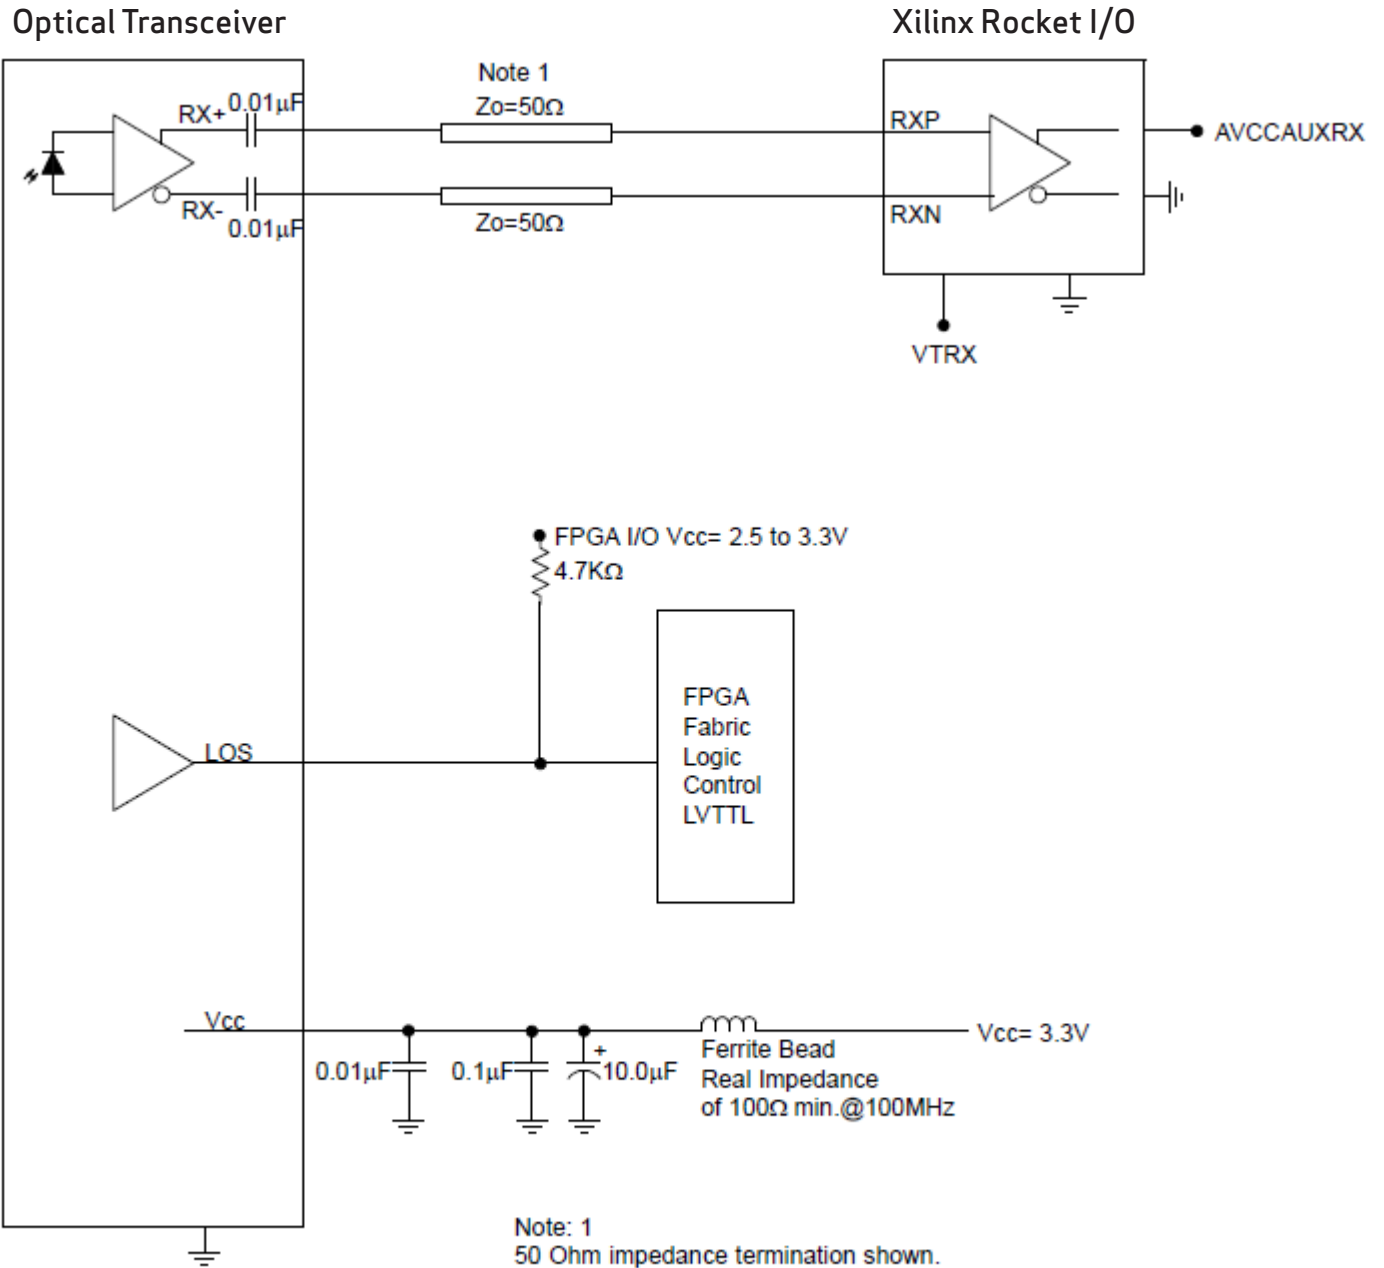 Optical Transceiver
Xilinx Rocket I/O
Note 1
Zo=50Ω
RX+
0.01µF
RX-
0.01µF
Zo=50Ω
RXP
RXN
AVCCAUXRX
VTRX
FPGA I/O Vcc= 2.5 to 3.3V
4.7KΩ
FPGA
Fabric
Logic
Control
LVTTL
LOS
Vcc
0.01µF
0.1µF
+
10.0µF
Ferrite Bead
Real Impedance
of 100Ω min.@100MHz
Vcc= 3.3V
Note: 1
50 Ohm impedance termination shown.